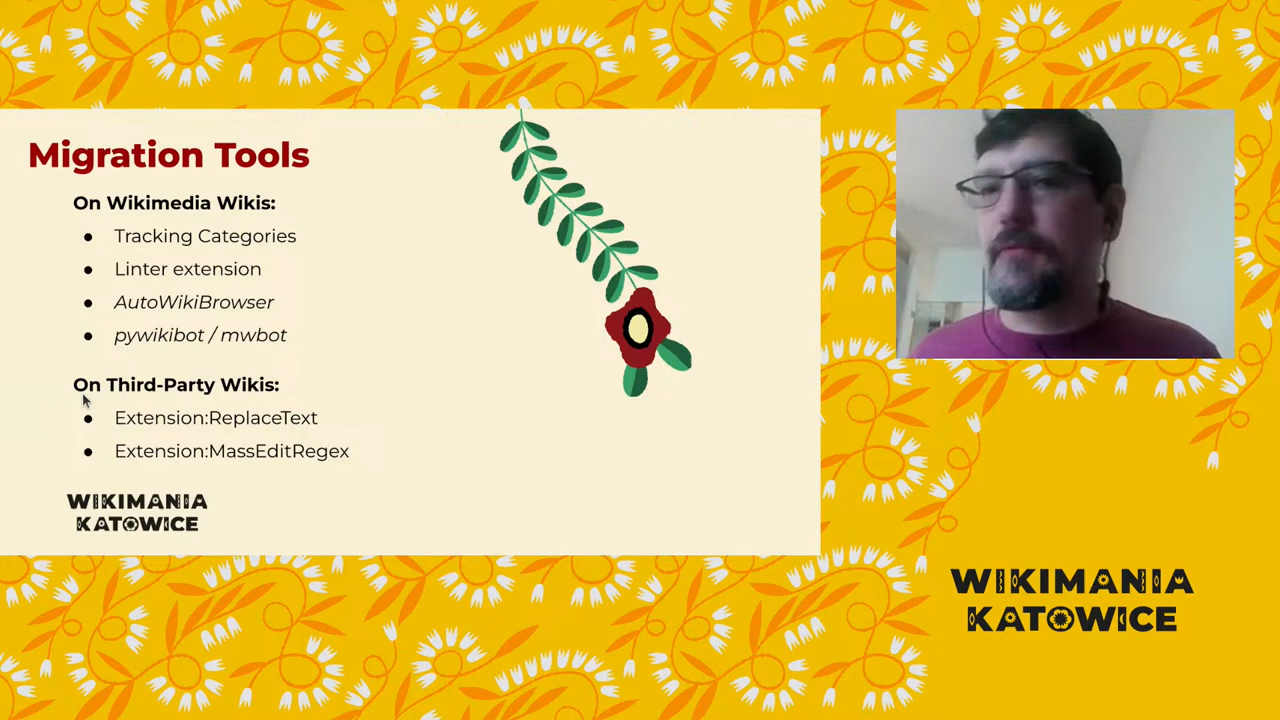 Migration Tools
On Wikimedia Wikis:
● Tracking Categories
● Linter extension
● AutoWikiBrowser
● pywikibot / mwbot
On Third-Party Wikis:
● Extension:ReplaceText
● Extension:MassEditRegex
WIKIMANIA
KATOWICE
WIKIMANIA
KATOWICE